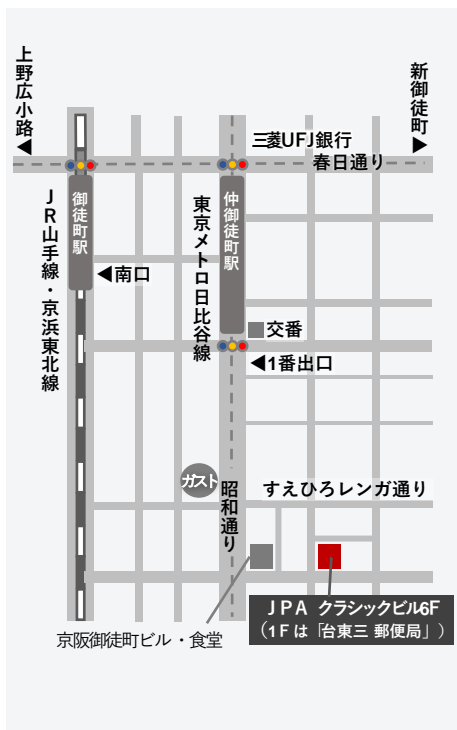 上野広小路
◀
新御徒町
▶
三菱UFJ銀行
春日通り
JR山手線・京浜東北線
御徒町駅
◀南口
東京メトロ日比谷線
仲御徒町駅
交番
◀1番出口
ガスト
昭和通り
すえひろレンガ通り
JPA クラシックビル6F
(1Fは「台東三 郵便局」)
京阪御徒町ビル・食堂